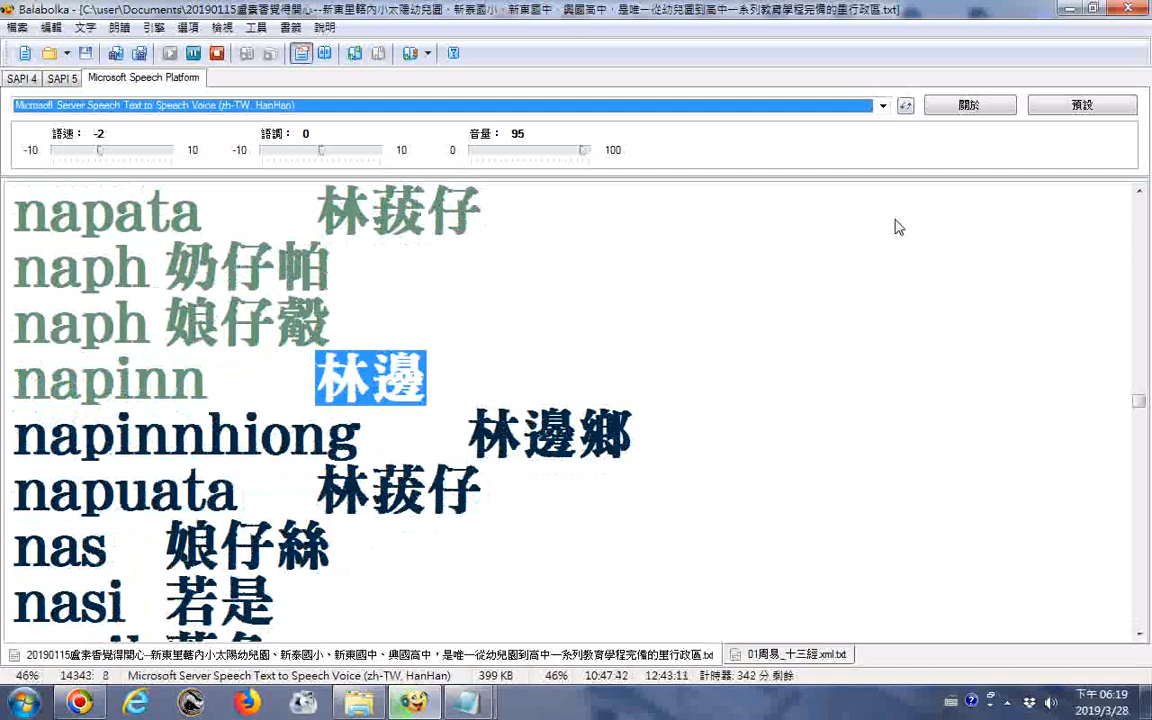 Balabolka - [C:\user\Documents\20190115盧素香覺得開心--新東里轄內小太陽幼兒園、新泰國小、新東國中、興國高中，是唯一從幼兒園到高中一系列教育學程完備的里行政區.txt]
檔案 編輯 文字 朗讀 引擎 選項 檢視 工具 書籤 說明
SAPI 4 SAPI 5 Microsoft Speech Platform
Microsoft Server Speech Text to Speech Voice (zh-TW, HanHan) 關於 預設
語速： -2 語調： 0 音量： 95
-10 10 -10 10 0 100
napata 林菝仔
naph 奶仔帕
naph 娘仔觳
napinn 林邊
napinnhiong 林邊鄉
napuata 林菝仔
nas 娘仔絲
nasi 若是
20190115盧素香覺得開心--新東里轄內小太陽幼兒園、新泰國小、新東國中、興國高中，是唯一從幼兒園到高中一系列教育學程完備的里行政區.txt 01周易_十三經.xml.txt
46% 14342: 8 Microsoft Server Speech Text to Speech Voice (zh-TW, HanHan) 399 KB 46% 10:47:42 12:43:11 計時器: 342 分 剩餘
下午 06:19
2019/3/28